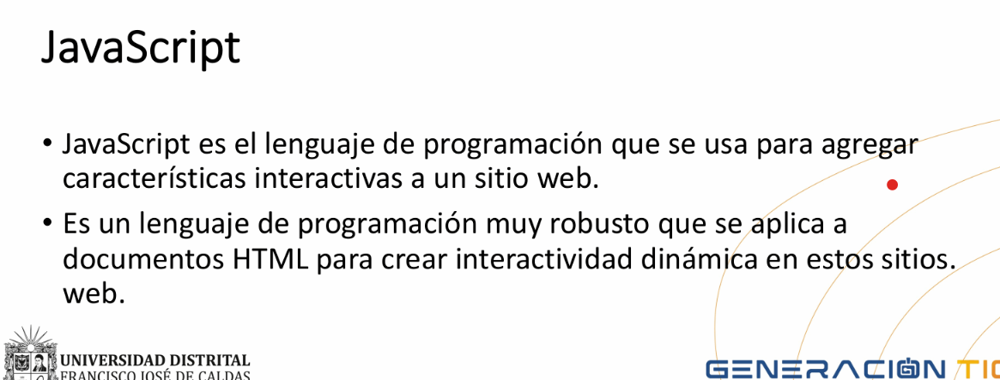 JavaScript
• JavaScript es el lenguaje de programación que se usa para agregar
características interactivas a un sitio web.
• Es un lenguaje de programación muy robusto que se aplica a
documentos HTML para crear interactividad dinámica en estos sitios.
web.
UNIVERSIDAD DISTRITAL
FRANCISCO JOSÉ DE CALDAS
GENERACIÓN TIC